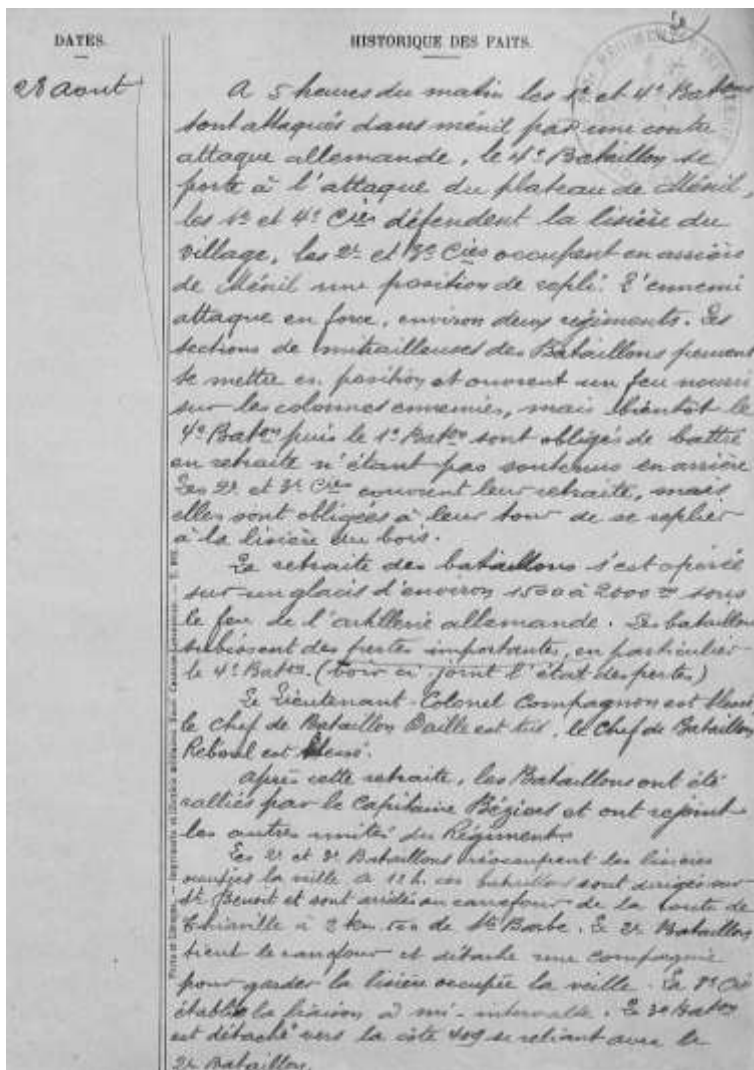 DATES.
HISTORIQUE DES FAITS.
28 Aout
A 5 heures du matin les 1er et 4e Batons
sont attaqués dans ménil par une contre
attaque allemande, le 4e Bataillon se
porte à l'attaque du plateau de Ménil,
les 1re et 4e Cies défendent la lisière du
village, les 2e et 3e Cies occupent en arrière
de Ménil une position de repli. L'ennemi
attaque en force, environ deux régiments. Les
sections de mitrailleuses des Bataillons peuvent
se mettre en position et ouvrent un feu nourri
sur les colonnes ennemies, mais bientôt le
4e Baton puis le 1er Baton sont obligés de battre
en retraite n'étant pas soutenus en arrière
Les 2e et 3e Cies couvrent leur retraite, mais
elles sont obligées à leur tour de se replier
à la lisière du bois.
La retraite des bataillons s'est opérée
sur un glacis d'environ 1500 à 2000m sous
le feu de l'artillerie allemande. Les bataillons
subissent des pertes importantes, en particulier
le 4e Baton. (voir ci-joint l'état des pertes)
Le Lieutenant-Colonel Compagnon est blessé
le chef de Bataillon Daille est tué, le Chef de Bataillon
Reboul est blessé.
après cette retraite, les Bataillons ont été
ralliés par le Capitaine Béziers et ont rejoint
les autres unités du Régiment.
Les 2e et 3e Bataillons réoccupent les lisières
occupées la veille à 12h. ces bataillons sont dirigés sur
St Benoit et sont arrêtés au carrefour de la route de
Thiaville à 2 km. 500 de Ste Barbe. Le 2e Bataillon
tient le carrefour et détache une compagnie
pour garder la lisière occupée la veille. La 8e Cie
établit la liaison à mi-intervalle. Le 3e Baton
est détaché vers la côte 409 se reliant avec le
2e Bataillon.